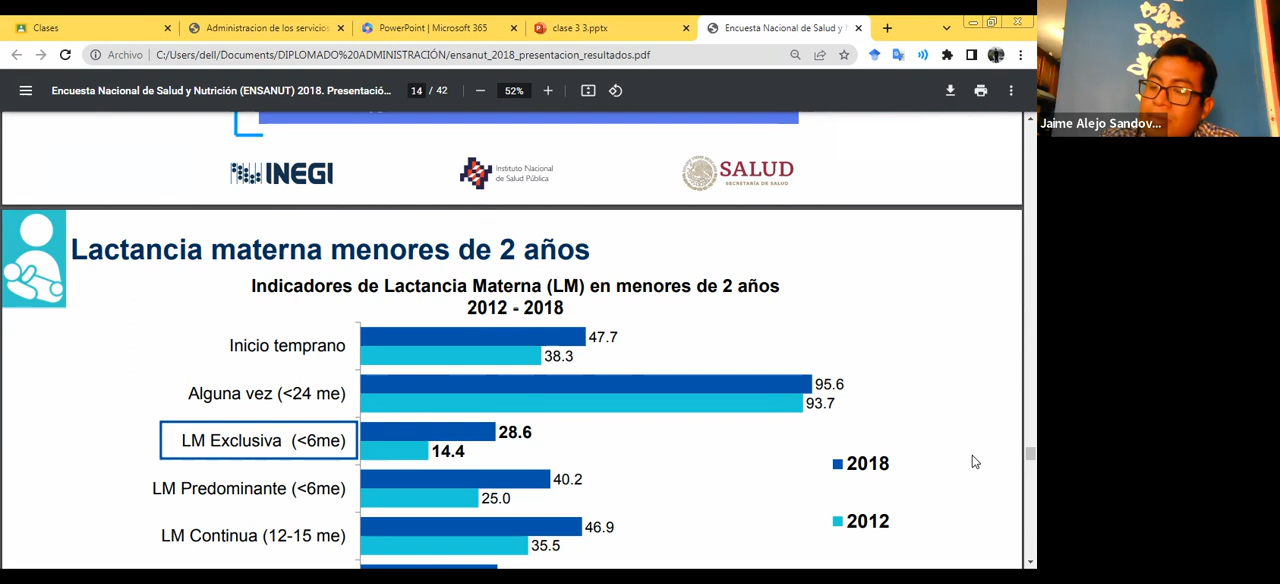 Clases
Administracion de los servicios
PowerPoint | Microsoft 365
clase 3 3.pptx
Encuesta Nacional de Salud y
Archivo
C:/Users/dell/Documents/DIPLOMADO%20ADMINISTRACIÓN/ensanut_2018_presentacion_resultados.pdf
Encuesta Nacional de Salud y Nutrición (ENSANUT) 2018. Presentació...
14 / 42
52%
Jaime Alejo Sandov...
INEGI
Instituto Nacional
de Salud Pública
SALUD
SECRETARÍA DE SALUD
Lactancia materna menores de 2 años
Indicadores de Lactancia Materna (LM) en menores de 2 años
2012 - 2018
Inicio temprano
47.7
38.3
Alguna vez (<24 me)
95.6
93.7
LM Exclusiva (<6me)
28.6
14.4
LM Predominante (<6me)
40.2
25.0
LM Continua (12-15 me)
46.9
35.5
2018
2012